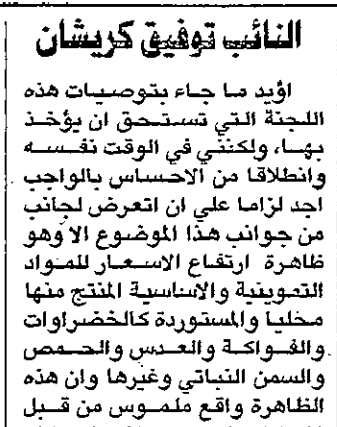 النائب توفيق كريشان
اؤيد ما جاء بتوصيات هذه
اللجنة التي تستحق ان يؤخذ
بها، ولكنني في الوقت نفسه
وانطلاقا من الاحساس بالواجب
اجد لزاما علي ان اتعرض لجانب
من جوانب هذا الموضوع الا وهو
ظاهرة ارتفاع الاسعار للمواد
التموينية والاساسية المنتج منها
محلياً والمستوردة كالخضراوات
والفواكة والعدس والحمص
والسمن النباتي وغيرها وان هذه
الظاهرة واقع ملموس من قبل